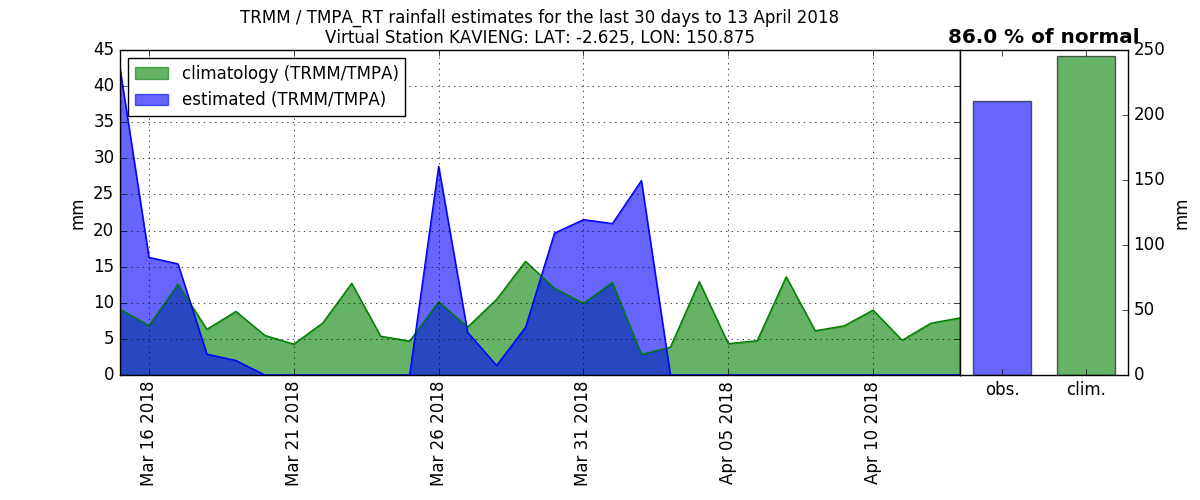 TRMM / TMPA_RT rainfall estimates for the last 30 days to 13 April 2018
Virtual Station KAVIENG: LAT: -2.625, LON: 150.875
86.0 % of normal
climatology (TRMM/TMPA)
estimated (TRMM/TMPA)
45
40
35
30
25
20
15
10
5
0
mm
Mar 16 2018
Mar 21 2018
Mar 26 2018
Mar 31 2018
Apr 05 2018
Apr 10 2018
obs.
clim.
250
200
150
100
50
0
mm